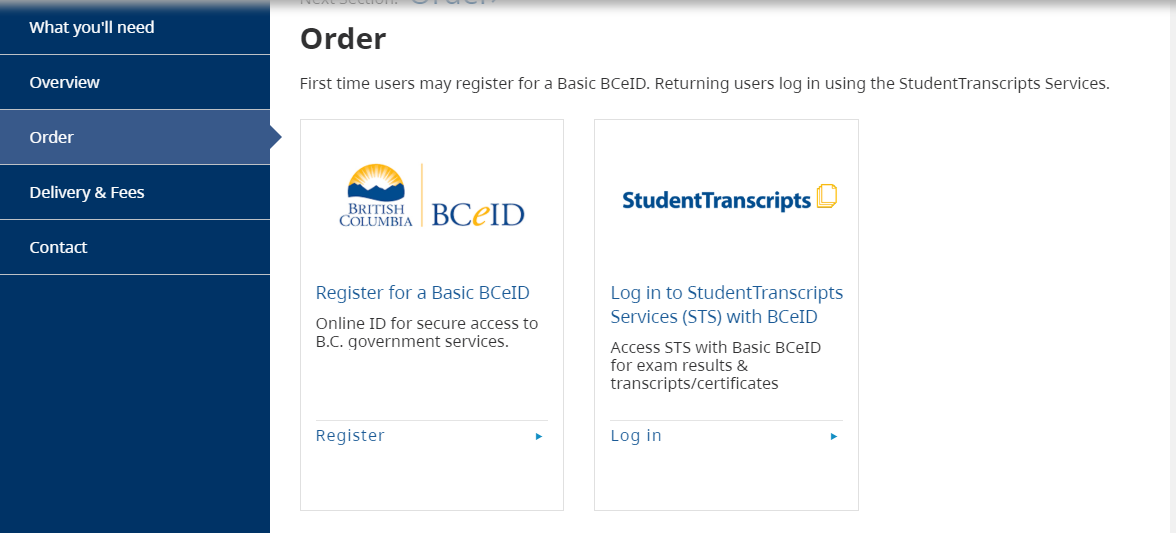 What you'll need
Overview
Order
Delivery & Fees
Contact
Next Section: Order
Order
First time users may register for a Basic BCeID. Returning users log in using the StudentTranscripts Services.
BRITISH
COLUMBIA
BCeID
Register for a Basic BCeID
Online ID for secure access to
B.C. government services.
Register
StudentTranscripts
Log in to StudentTranscripts
Services (STS) with BCeID
Access STS with Basic BCeID
for exam results &
transcripts/certificates
Log in